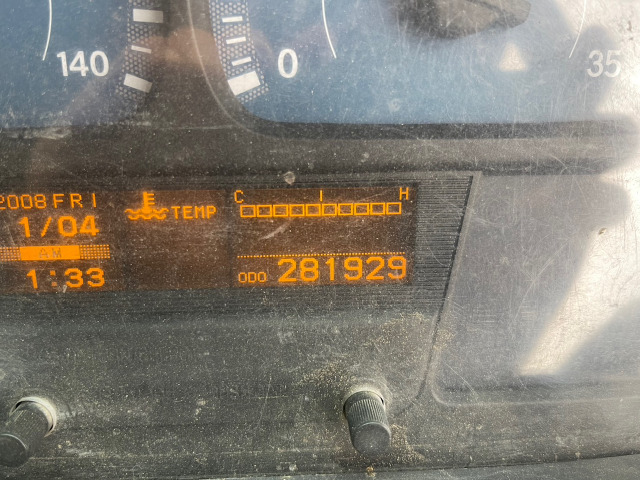 140
0
35
2008 FRI
1/04
AM
1:33
E
TEMP
C
H
ODO 281929